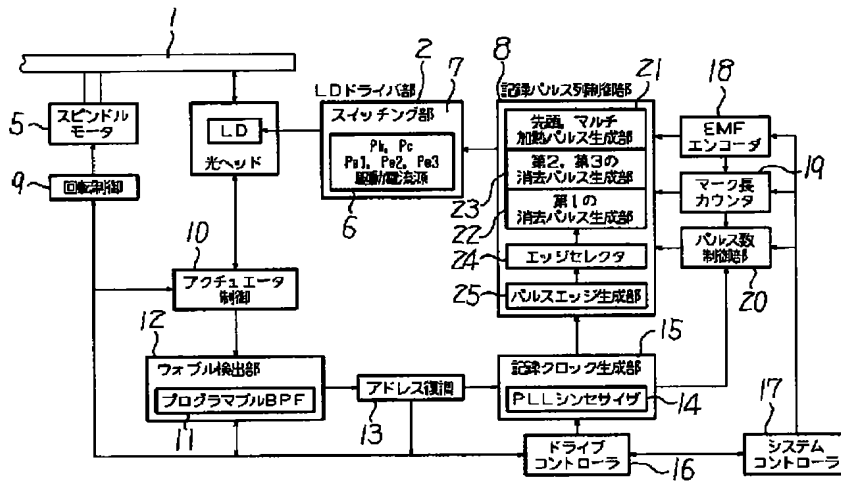 1
2
7
8
21
18
LDドライバ部
記録パルス列制御部
スイッチング部
5
スピンドル
モータ
LD
光ヘッド
Ph, Pc
Pe1, Pe2, Pe3
駆動電流源
6
先頭, マルチ
加熱パルス生成部
第2, 第3の
消去パルス生成部
第1の
消去パルス生成部
23
22
EMF
エンコーダ
9
回転制御
19
マーク長
カウンタ
10
アクチュエータ
制御
24
エッジセレクタ
パルス数
制御部
20
25
パルスエッジ生成部
12
15
ウォブル検出部
プログラマブルBPF
11
アドレス復調
13
記録クロック生成部
PLLシンセサイザ
14
17
ドライブ
コントローラ
16
システム
コントローラ